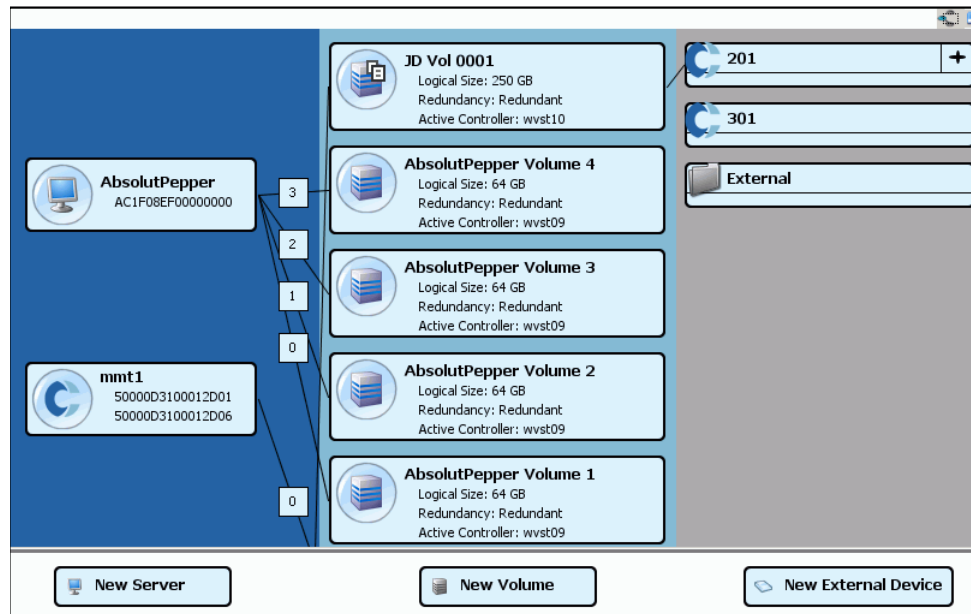 JD Vol 0001
Logical Size: 250 GB
Redundancy: Redundant
Active Controller: wvst10
201
+
301
External
AbsolutPepper
AC1F08EF00000000
3
2
1
0
AbsolutPepper Volume 4
Logical Size: 64 GB
Redundancy: Redundant
Active Controller: wvst09
AbsolutPepper Volume 3
Logical Size: 64 GB
Redundancy: Redundant
Active Controller: wvst09
mmt1
50000D3100012D01
50000D3100012D06
0
AbsolutPepper Volume 2
Logical Size: 64 GB
Redundancy: Redundant
Active Controller: wvst09
AbsolutPepper Volume 1
Logical Size: 64 GB
Redundancy: Redundant
Active Controller: wvst09
New Server
New Volume
New External Device